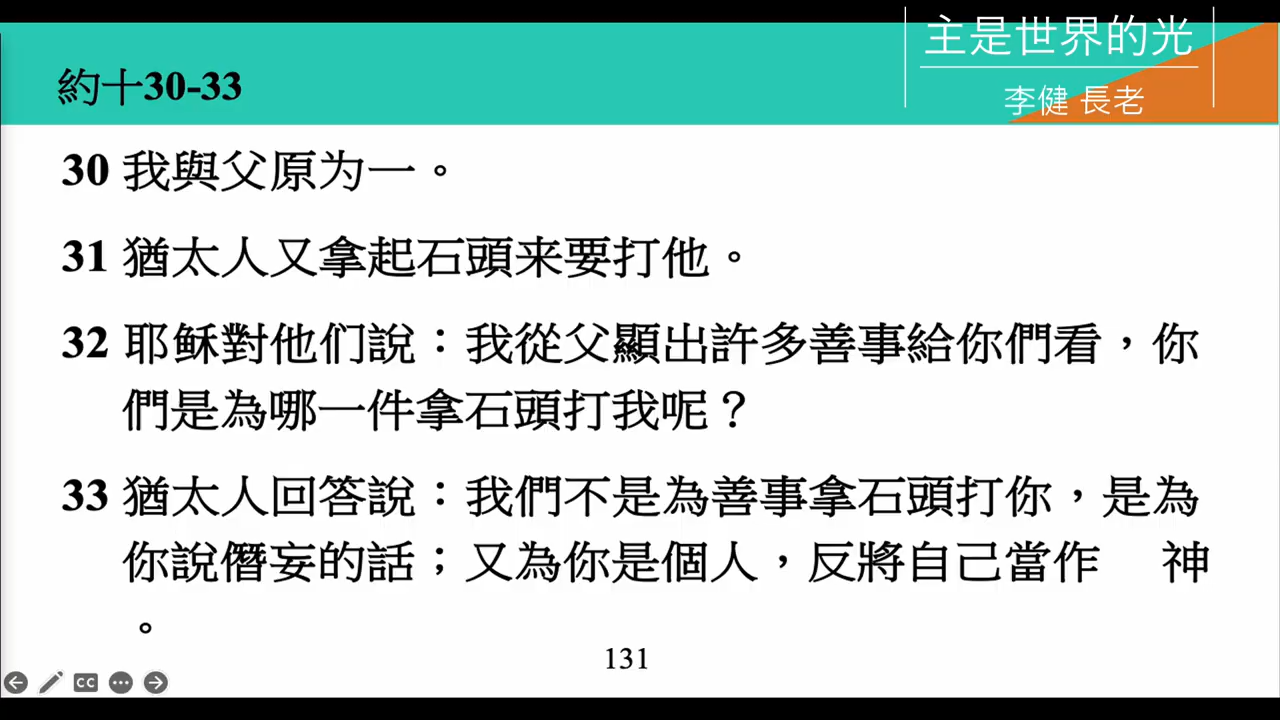 主是世界的光
約十30-33
李健 長老
30 我與父原为一。
31 猶太人又拿起石頭来要打他。
32 耶稣對他们說：我從父顯出許多善事給你們看，你
們是為哪一件拿石頭打我呢？
33 猶太人回答說：我們不是為善事拿石頭打你，是為
你說僭妄的話；又為你是個人，反將自己當作 神
。
131
CC